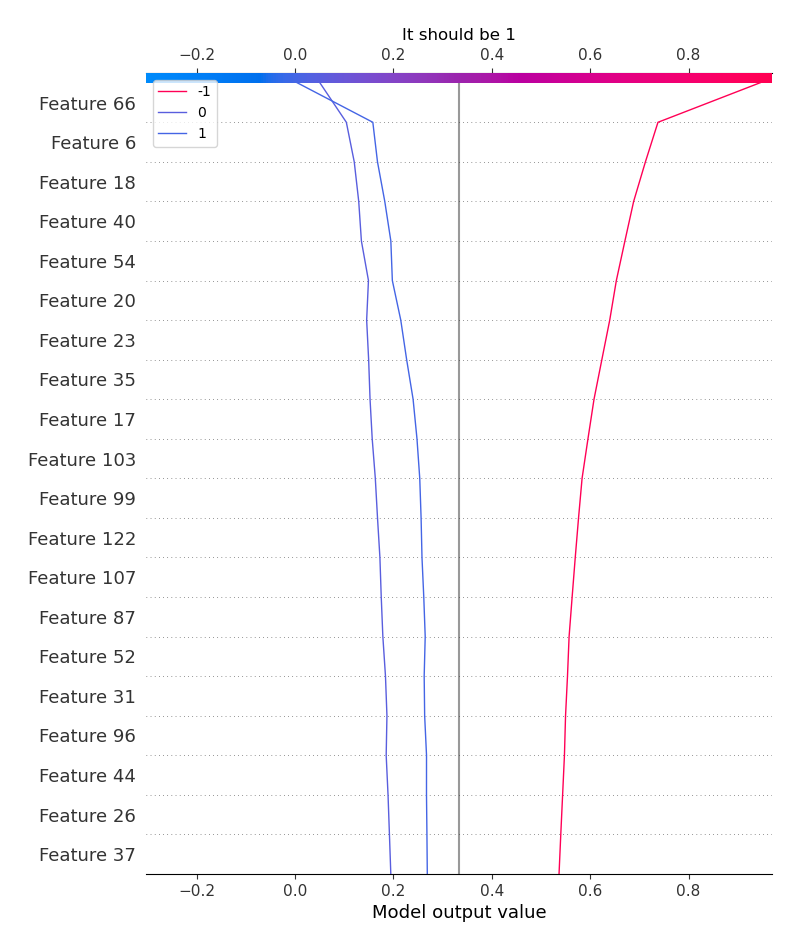 It should be 1
−0.2 0.0 0.2 0.4 0.6 0.8
-1
0
1
Feature 66
Feature 6
Feature 18
Feature 40
Feature 54
Feature 20
Feature 23
Feature 35
Feature 17
Feature 103
Feature 99
Feature 122
Feature 107
Feature 87
Feature 52
Feature 31
Feature 96
Feature 44
Feature 26
Feature 37
−0.2 0.0 0.2 0.4 0.6 0.8
Model output value